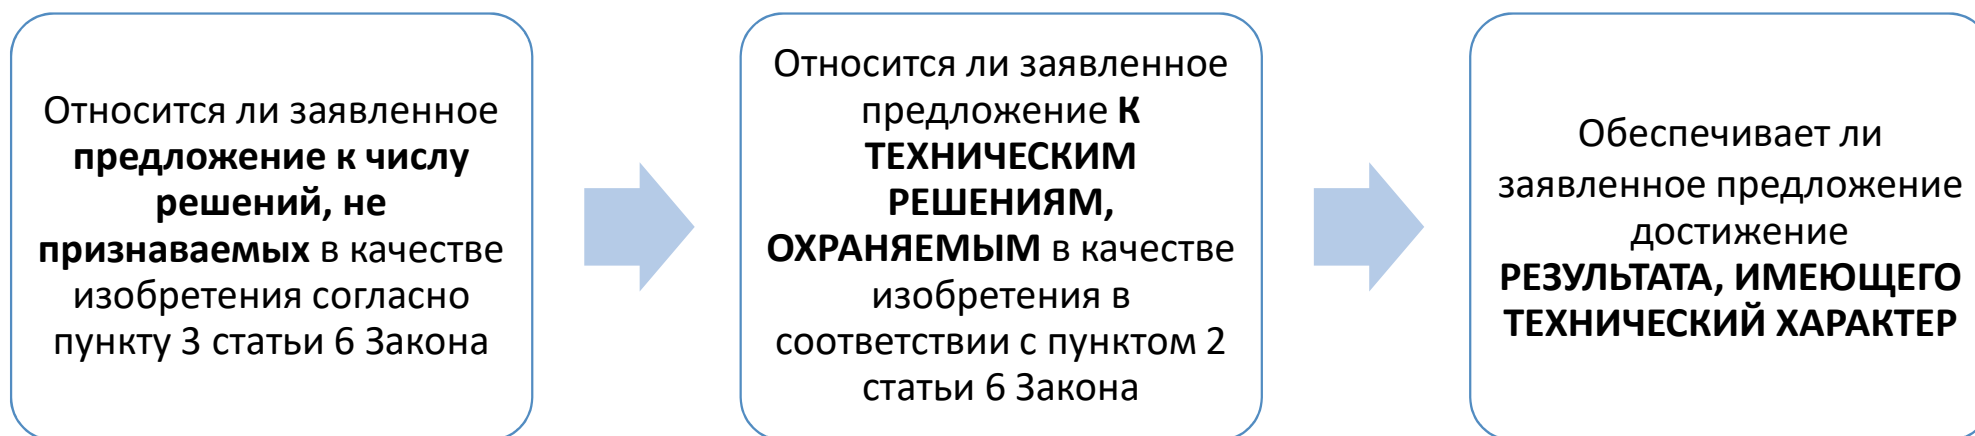 Относится ли заявленное
предложение к числу
решений, не
признаваемых в качестве
изобретения согласно
пункту 3 статьи 6 Закона
Относится ли заявленное
предложение К
ТЕХНИЧЕСКИМ
РЕШЕНИЯМ,
ОХРАНЯЕМЫМ в качестве
изобретения в
соответствии с пунктом 2
статьи 6 Закона
Обеспечивает ли
заявленное предложение
достижение
РЕЗУЛЬТАТА, ИМЕЮЩЕГО
ТЕХНИЧЕСКИЙ ХАРАКТЕР